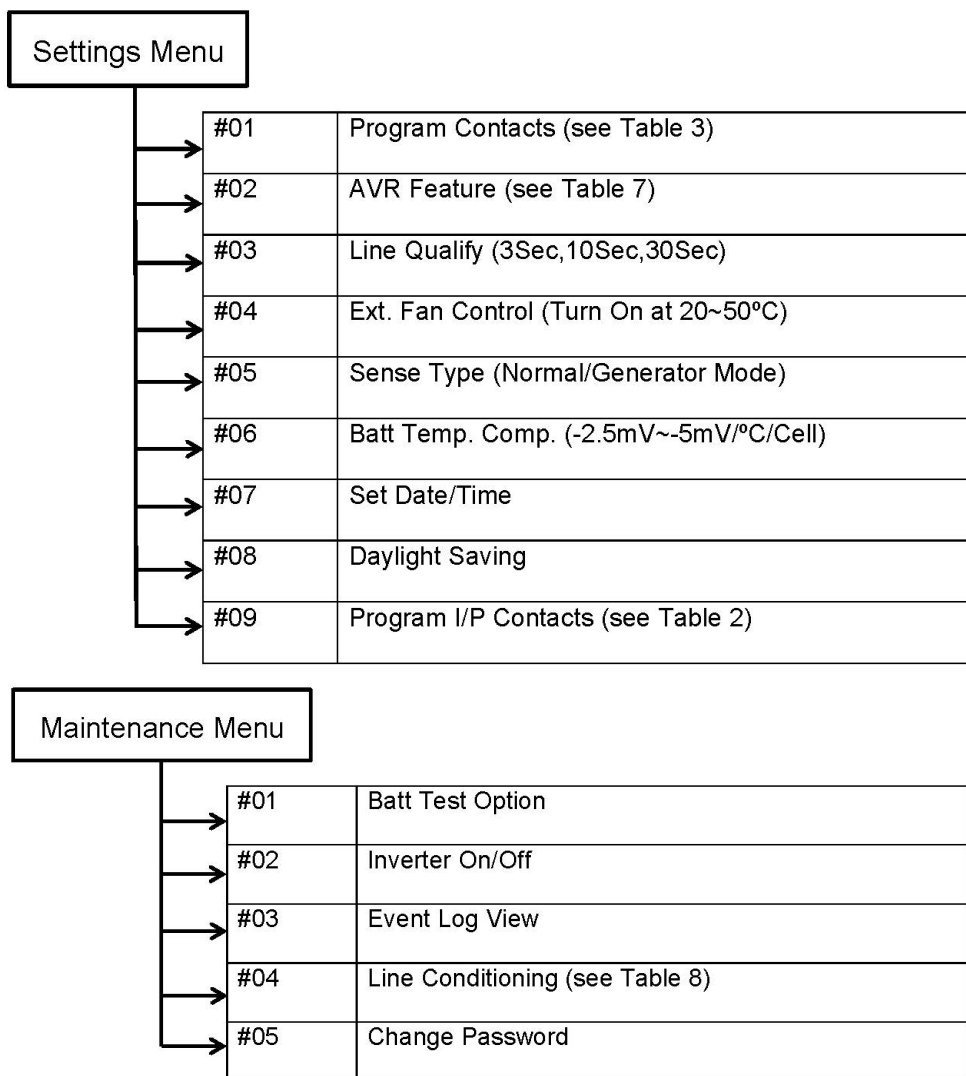 Settings Menu
#01 Program Contacts (see Table 3)
#02 AVR Feature (see Table 7)
#03 Line Qualify (3Sec,10Sec,30Sec)
#04 Ext. Fan Control (Turn On at 20~50ºC)
#05 Sense Type (Normal/Generator Mode)
#06 Batt Temp. Comp. (-2.5mV~-5mV/ºC/Cell)
#07 Set Date/Time
#08 Daylight Saving
#09 Program I/P Contacts (see Table 2)
Maintenance Menu
#01 Batt Test Option
#02 Inverter On/Off
#03 Event Log View
#04 Line Conditioning (see Table 8)
#05 Change Password